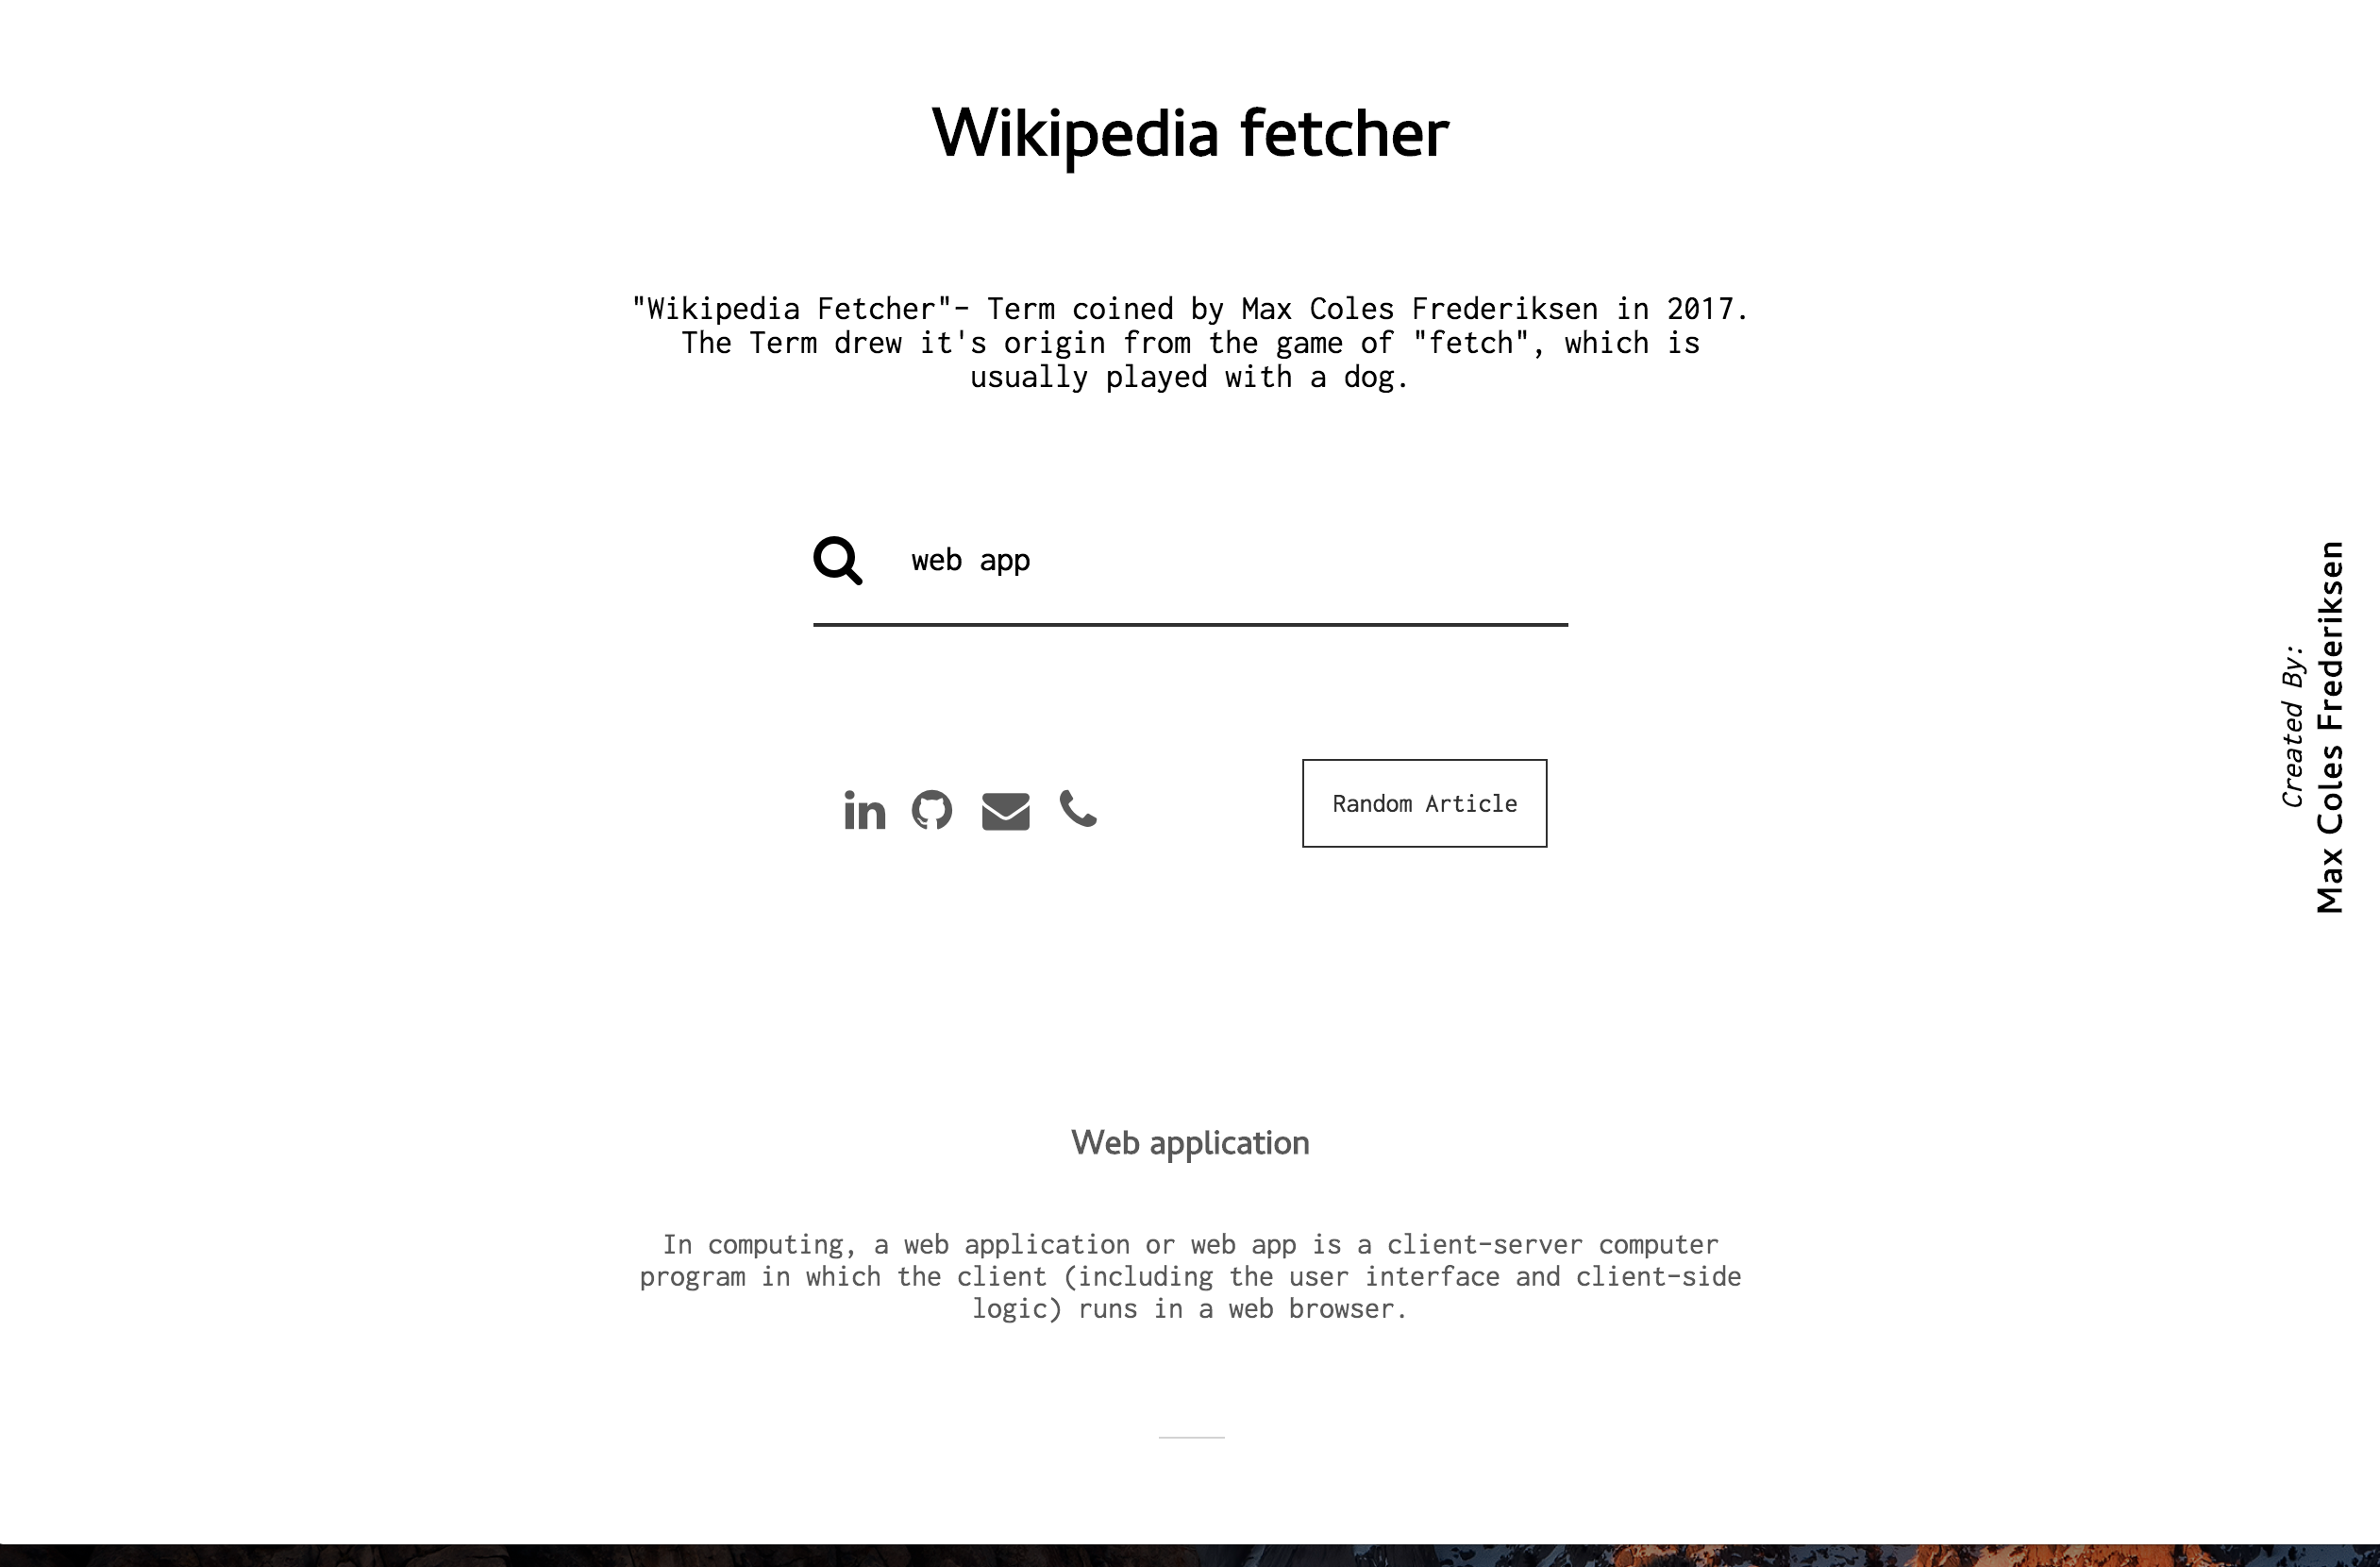 Wikipedia fetcher
"Wikipedia Fetcher"- Term coined by Max Coles Frederiksen in 2017.
The Term drew it's origin from the game of "fetch", which is
usually played with a dog.
web app
Created By:
Max Coles Frederiksen
in
Random Article
Web application
In computing, a web application or web app is a client-server computer
program in which the client (including the user interface and client-side
logic) runs in a web browser.